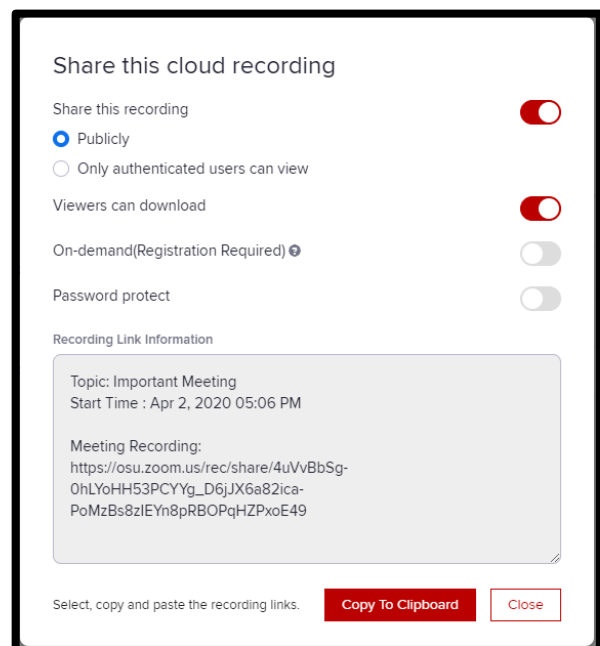 Share this cloud recording
Share this recording
Publicly
Only authenticated users can view
Viewers can download
On-demand(Registration Required)
Password protect
Recording Link Information
Topic: Important Meeting
Start Time : Apr 2, 2020 05:06 PM
Meeting Recording:
https://osu.zoom.us/rec/share/4uVvBbSg-
0hLYoHH53PCYYg_D6jJX6a82ica-
PoMzBs8zIEYn8pRBOPqHZPxoE49
Select, copy and paste the recording links.
Copy To Clipboard
Close